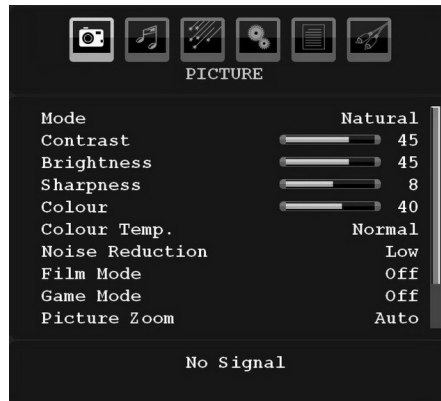 PICTURE
Mode Natural
Contrast 45
Brightness 45
Sharpness 8
Colour 40
Colour Temp. Normal
Noise Reduction Low
Film Mode Off
Game Mode Off
Picture Zoom Auto
No Signal